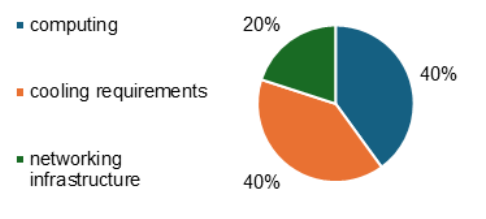 computing
cooling requirements
networking
infrastructure
20%
40%
40%